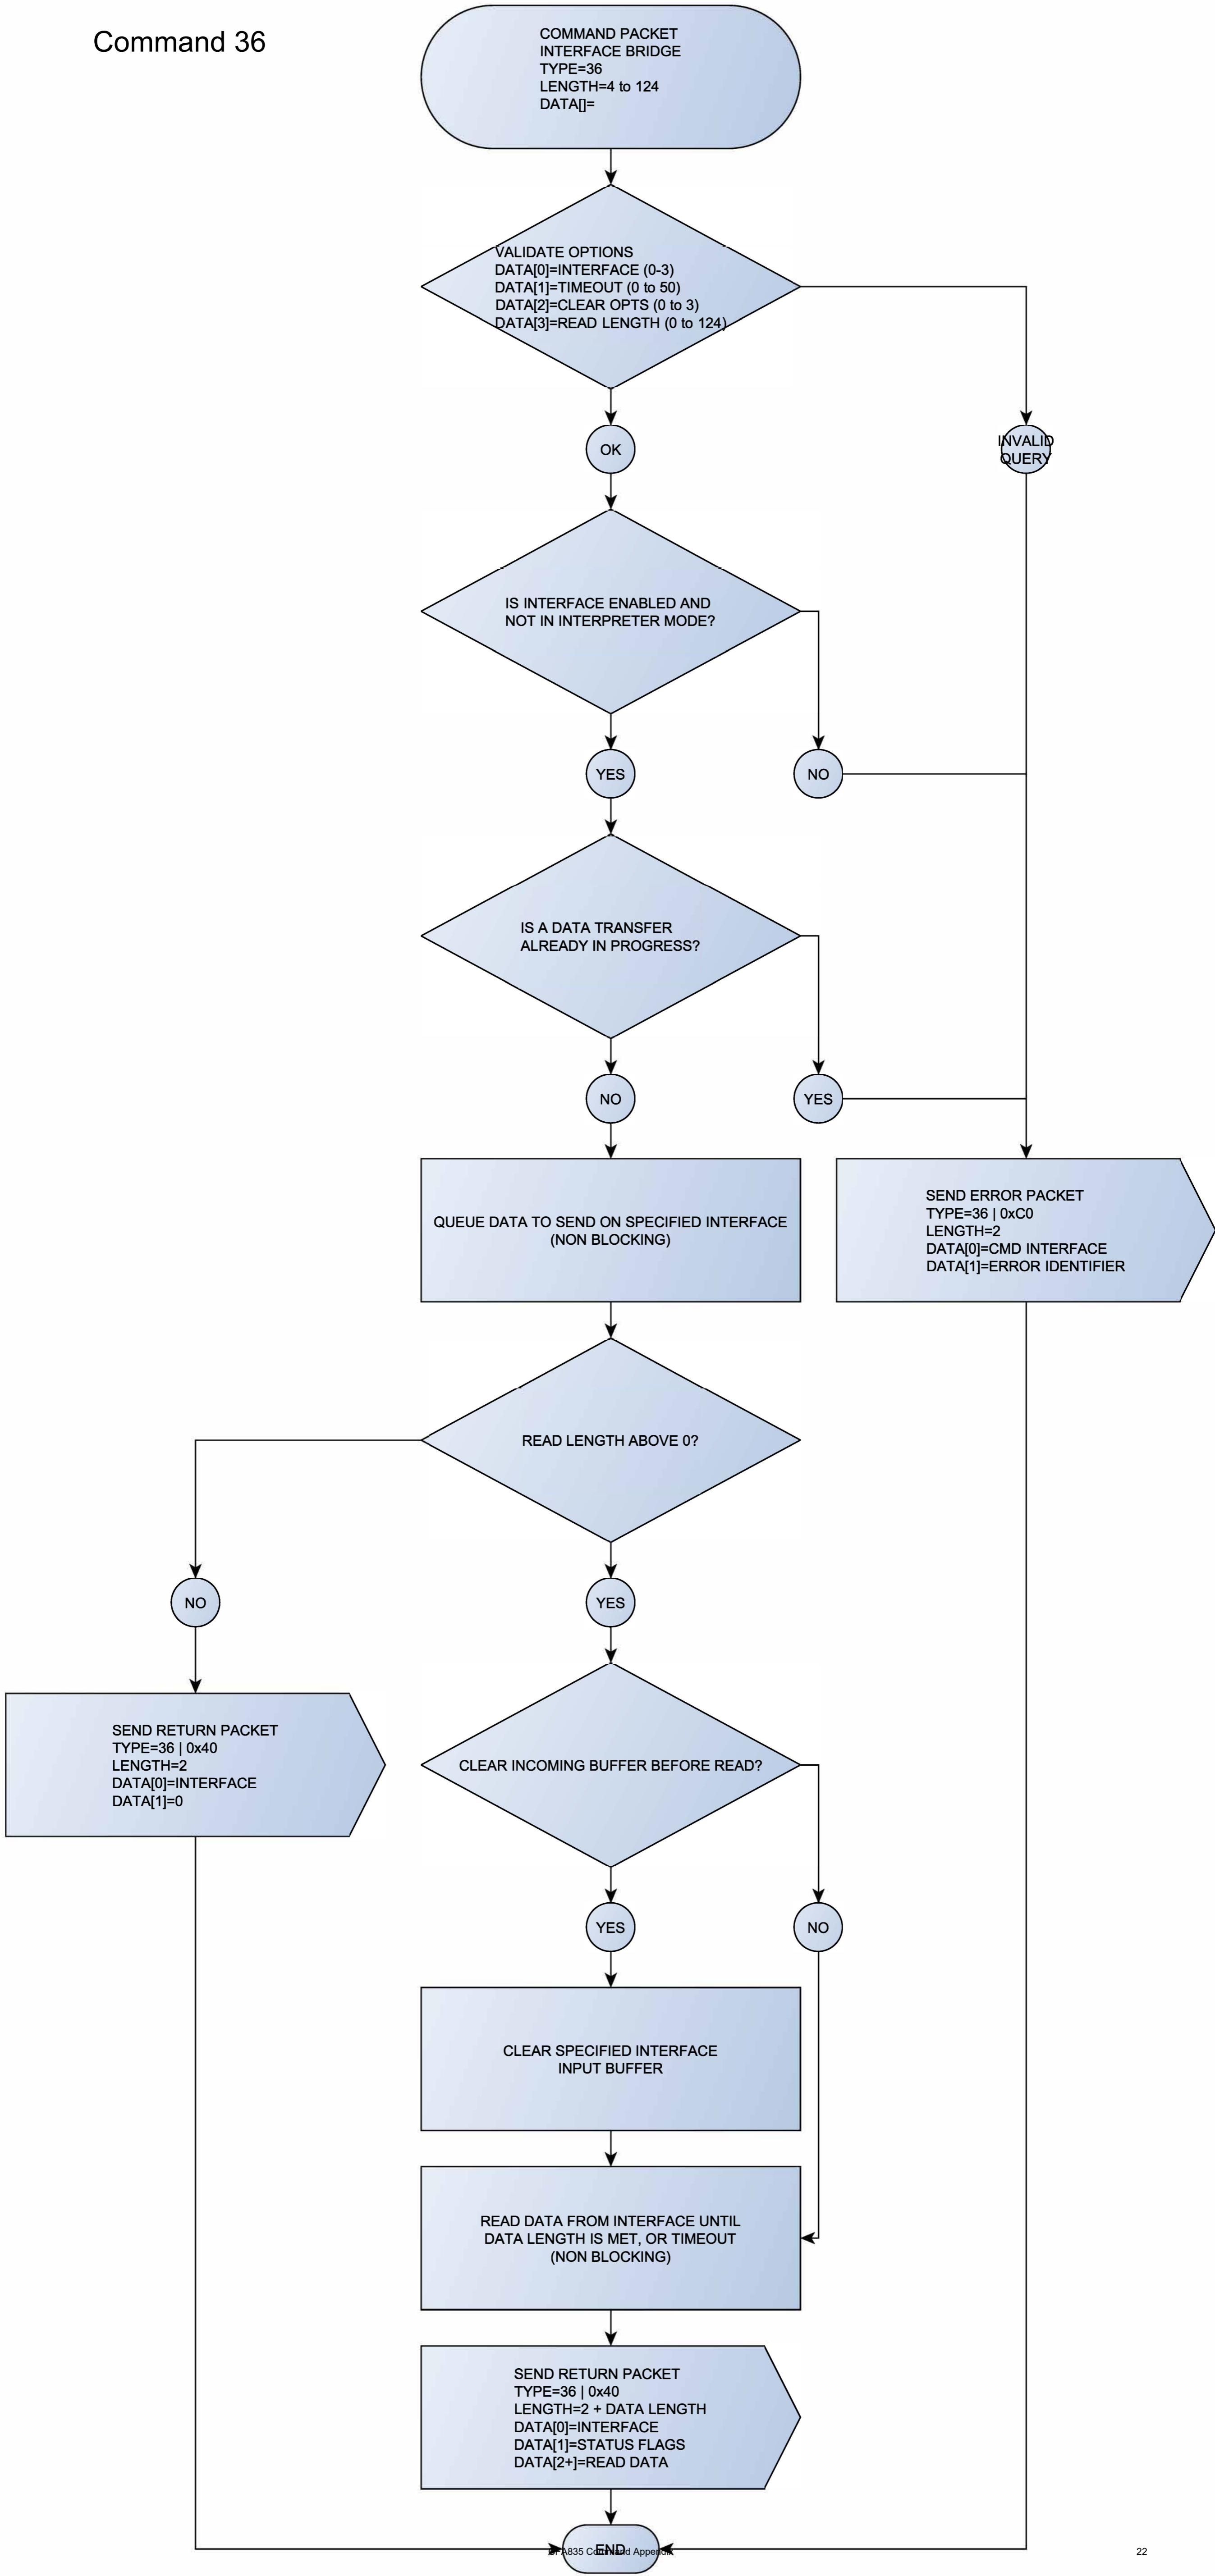 Command 36
COMMAND PACKET
INTERFACE BRIDGE
TYPE=36
LENGTH=4 to 124
DATA[]=
VALIDATE OPTIONS
DATA[0]=INTERFACE (0-3)
DATA[1]=TIMEOUT (0 to 50)
DATA[2]=CLEAR OPTS (0 to 3)
DATA[3]=READ LENGTH (0 to 124)
OK
INVALID
QUERY
IS INTERFACE ENABLED AND
NOT IN INTERPRETER MODE?
YES
NO
IS A DATA TRANSFER
ALREADY IN PROGRESS?
NO
YES
QUEUE DATA TO SEND ON SPECIFIED INTERFACE
(NON BLOCKING)
SEND ERROR PACKET
TYPE=36 | 0xC0
LENGTH=2
DATA[0]=CMD INTERFACE
DATA[1]=ERROR IDENTIFIER
READ LENGTH ABOVE 0?
NO
YES
SEND RETURN PACKET
TYPE=36 | 0x40
LENGTH=2
DATA[0]=INTERFACE
DATA[1]=0
CLEAR INCOMING BUFFER BEFORE READ?
YES
NO
CLEAR SPECIFIED INTERFACE
INPUT BUFFER
READ DATA FROM INTERFACE UNTIL
DATA LENGTH IS MET, OR TIMEOUT
(NON BLOCKING)
SEND RETURN PACKET
TYPE=36 | 0x40
LENGTH=2 + DATA LENGTH
DATA[0]=INTERFACE
DATA[1]=STATUS FLAGS
DATA[2+]=READ DATA
END
Command Appendix
22